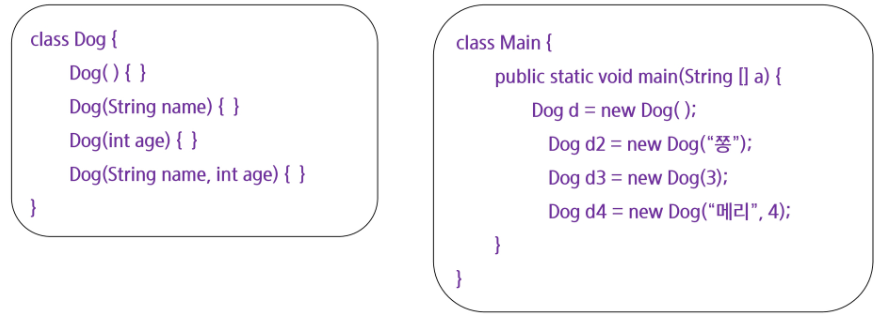 class Dog {
Dog( ) { }
Dog(String name) { }
Dog(int age) { }
Dog(String name, int age) { }
}
class Main {
public static void main(String [] a) {
Dog d = new Dog( );
Dog d2 = new Dog(“쫑”);
Dog d3 = new Dog(3);
Dog d4 = new Dog(“메리”, 4);
}
}